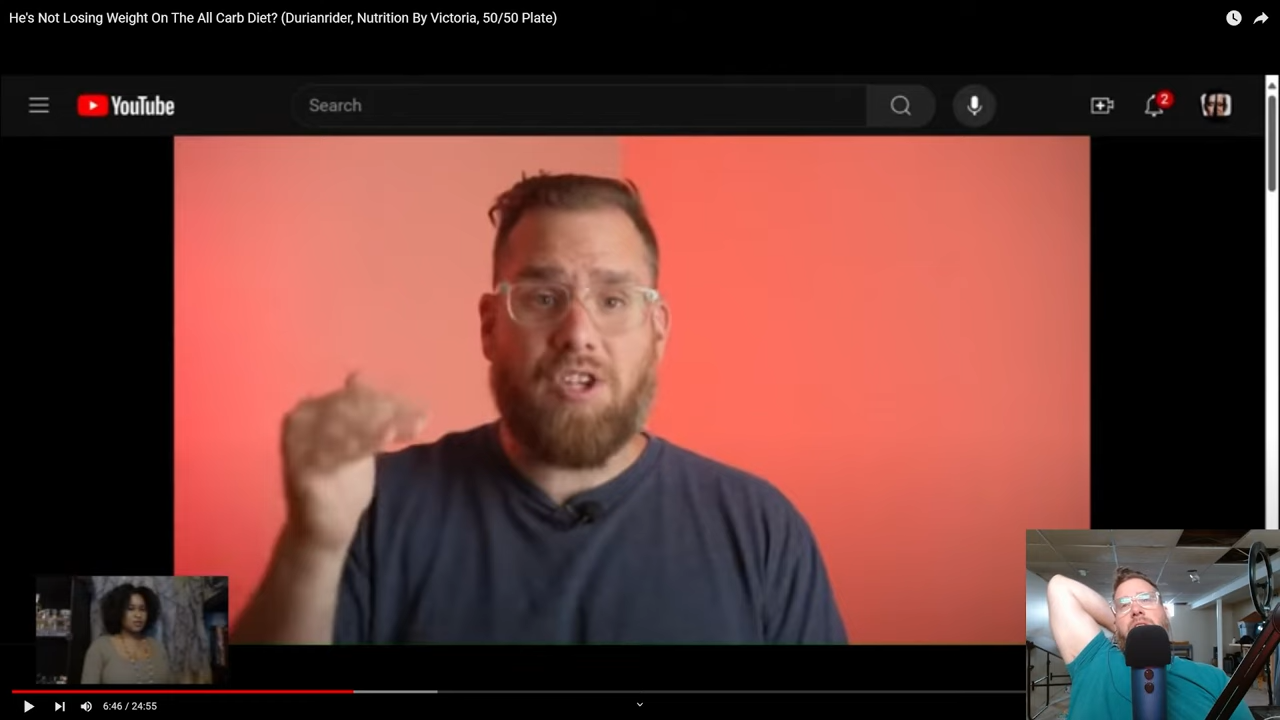 He's Not Losing Weight On The All Carb Diet? (Durianrider, Nutrition By Victoria, 50/50 Plate)
YouTube
Search
2
6:46 / 24:55